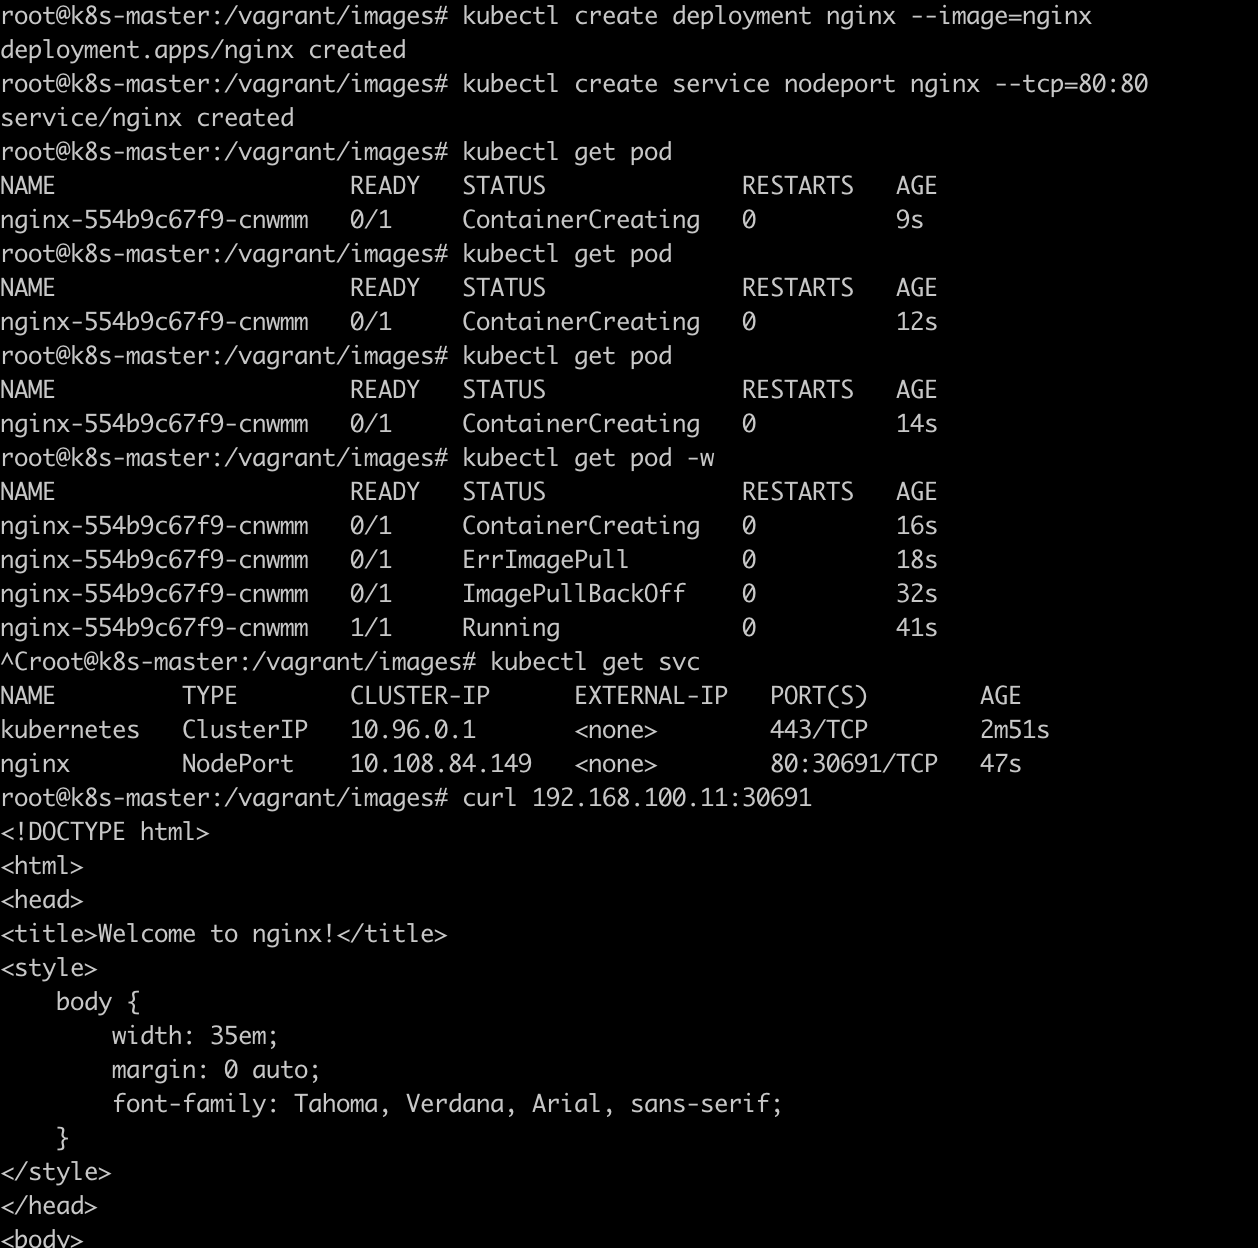 root@k8s-master:/vagrant/images# kubectl create deployment nginx --image=nginx
deployment.apps/nginx created
root@k8s-master:/vagrant/images# kubectl create service nodeport nginx --tcp=80:80
service/nginx created
root@k8s-master:/vagrant/images# kubectl get pod
NAME                     READY   STATUS              RESTARTS   AGE
nginx-554b9c67f9-cnwmm   0/1     ContainerCreating   0          9s
root@k8s-master:/vagrant/images# kubectl get pod
NAME                     READY   STATUS              RESTARTS   AGE
nginx-554b9c67f9-cnwmm   0/1     ContainerCreating   0          12s
root@k8s-master:/vagrant/images# kubectl get pod
NAME                     READY   STATUS              RESTARTS   AGE
nginx-554b9c67f9-cnwmm   0/1     ContainerCreating   0          14s
root@k8s-master:/vagrant/images# kubectl get pod -w
NAME                     READY   STATUS              RESTARTS   AGE
nginx-554b9c67f9-cnwmm   0/1     ContainerCreating   0          16s
nginx-554b9c67f9-cnwmm   0/1     ErrImagePull        0          18s
nginx-554b9c67f9-cnwmm   0/1     ImagePullBackOff    0          32s
nginx-554b9c67f9-cnwmm   1/1     Running             0          41s
^Croot@k8s-master:/vagrant/images# kubectl get svc
NAME         TYPE        CLUSTER-IP      EXTERNAL-IP   PORT(S)        AGE
kubernetes   ClusterIP   10.96.0.1       <none>        443/TCP        2m51s
nginx        NodePort    10.108.84.149   <none>        80:30691/TCP   47s
root@k8s-master:/vagrant/images# curl 192.168.100.11:30691
<!DOCTYPE html>
<html>
<head>
<title>Welcome to nginx!</title>
<style>
    body {
        width: 35em;
        margin: 0 auto;
        font-family: Tahoma, Verdana, Arial, sans-serif;
    }
</style>
</head>
<body>